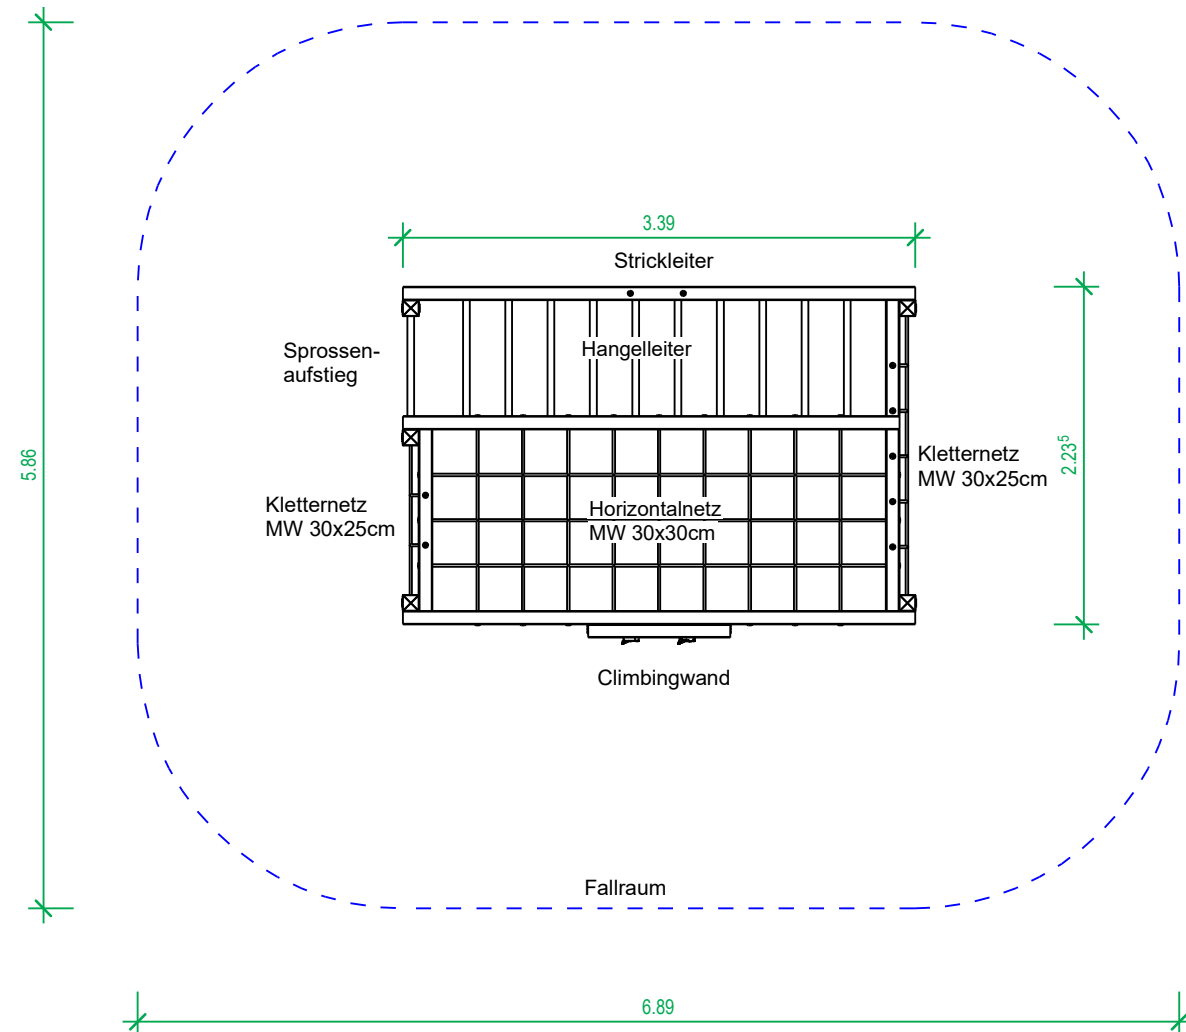 3.39
Strickleiter
Sprossen-
aufstieg
Hangelleiter
5.86
Kletternetz
MW 30x25cm
2.23⁵
Kletternetz
MW 30x25cm
Horizontalnetz
MW 30x30cm
Climbingwand
Fallraum
6.89